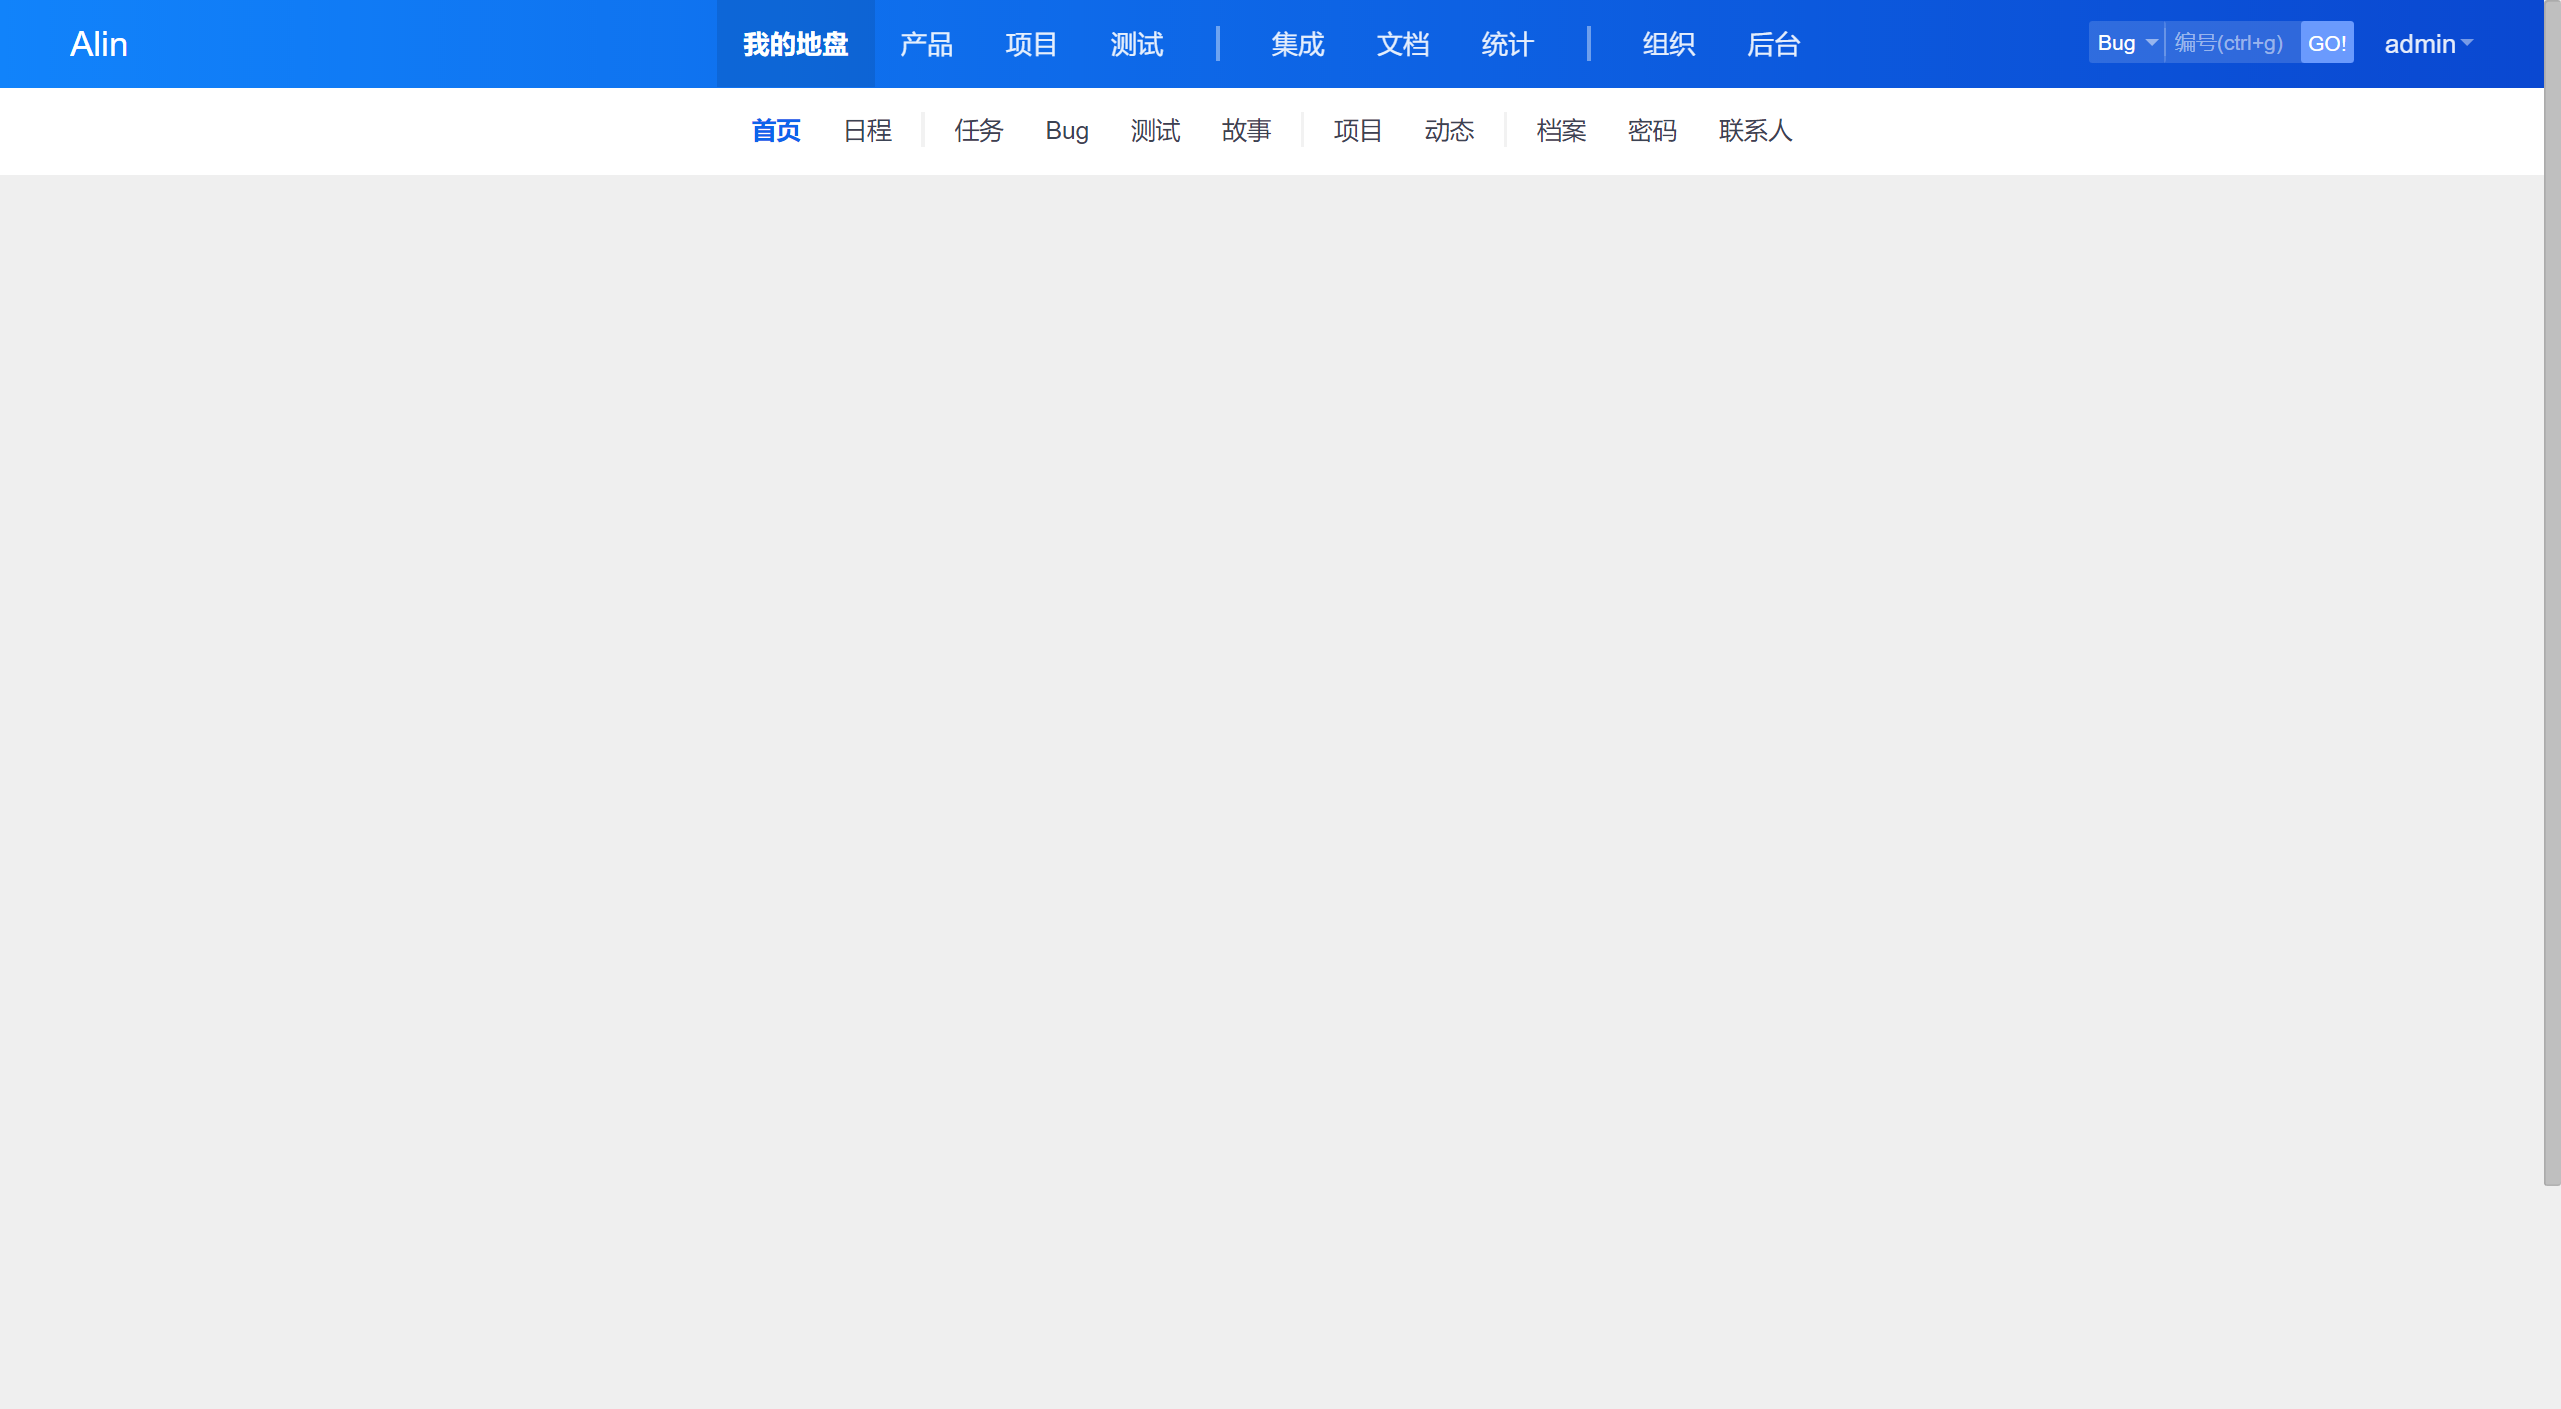 Alin 我的地盘 产品 项目 测试 集成 文档 统计 组织 后台 Bug 编号(ctrl+g) GO! admin
首页 日程 任务 Bug 测试 故事 项目 动态 档案 密码 联系人